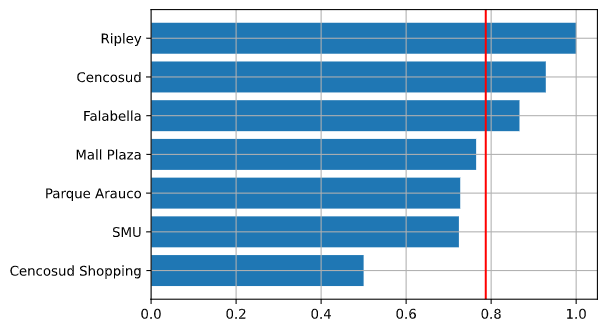 Ripley
Cencosud
Falabella
Mall Plaza
Parque Arauco
SMU
Cencosud Shopping
0.0 0.2 0.4 0.6 0.8 1.0